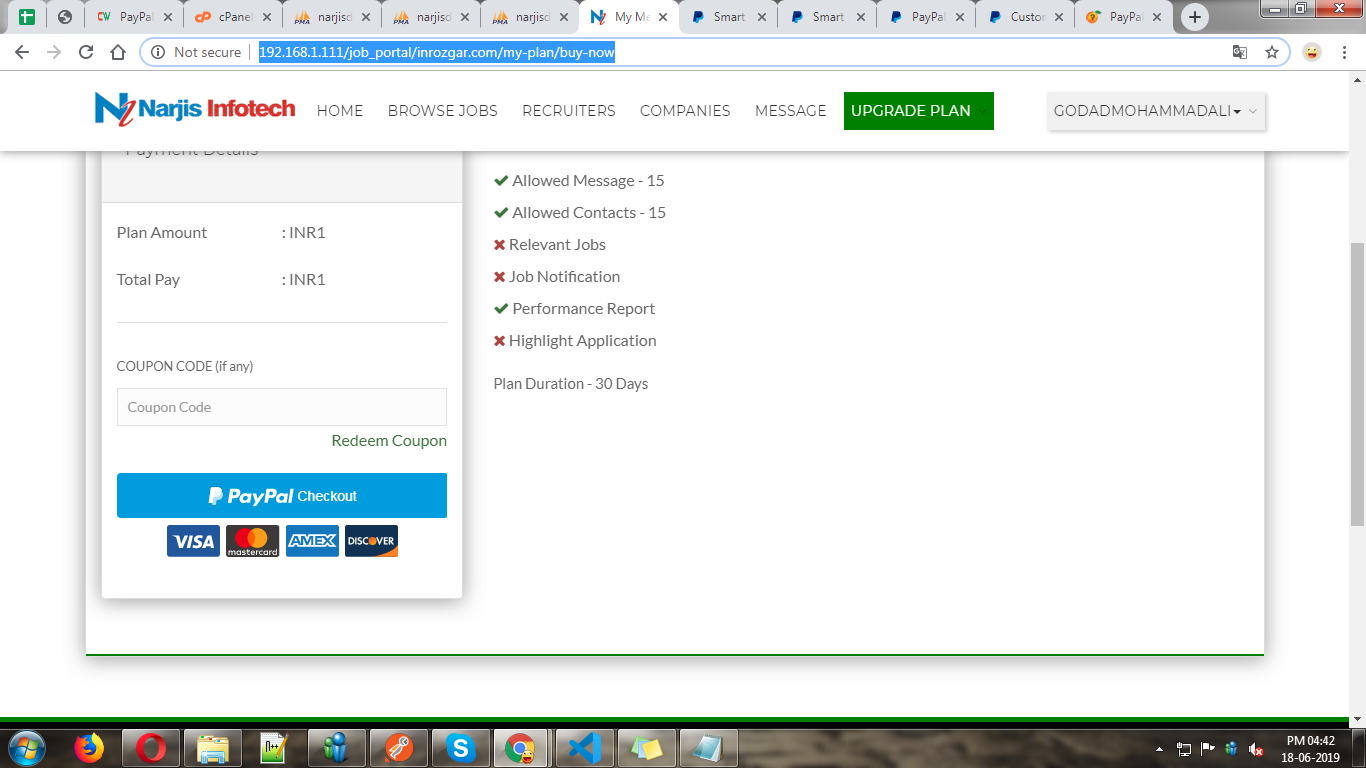 PayPal
cPanel
narjisd
narjisd
narjisd
My Me
Smart
Smart
PayPal
Custom
PayPal
Not secure
192.168.1.111/job_portal/inrozgar.com/my-plan/buy-now
Narjis Infotech
HOME
BROWSE JOBS
RECRUITERS
COMPANIES
MESSAGE
UPGRADE PLAN
GODADMOHAMMADALI
Payment Details
Plan Amount : INR1
Total Pay : INR1
COUPON CODE (if any)
Coupon Code
Redeem Coupon
PayPal Checkout
VISA
mastercard
AMEX
DISCOVER
Allowed Message - 15
Allowed Contacts - 15
Relevant Jobs
Job Notification
Performance Report
Highlight Application
Plan Duration - 30 Days
PM 04:42
18-06-2019